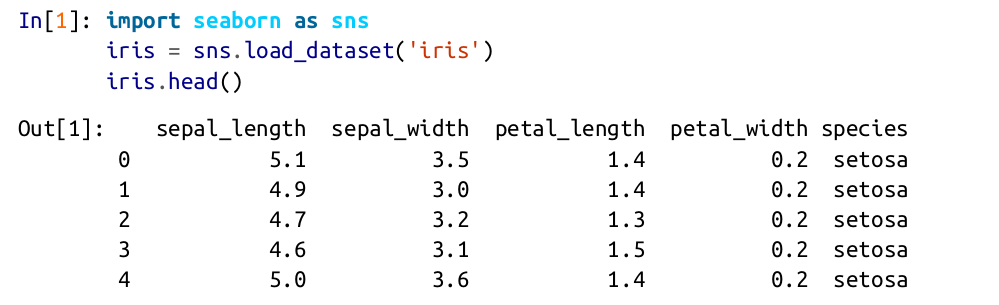 In[1]: import seaborn as sns
iris = sns.load_dataset('iris')
iris.head()
Out[1]: sepal_length sepal_width petal_length petal_width species
0 5.1 3.5 1.4 0.2 setosa
1 4.9 3.0 1.4 0.2 setosa
2 4.7 3.2 1.3 0.2 setosa
3 4.6 3.1 1.5 0.2 setosa
4 5.0 3.6 1.4 0.2 setosa